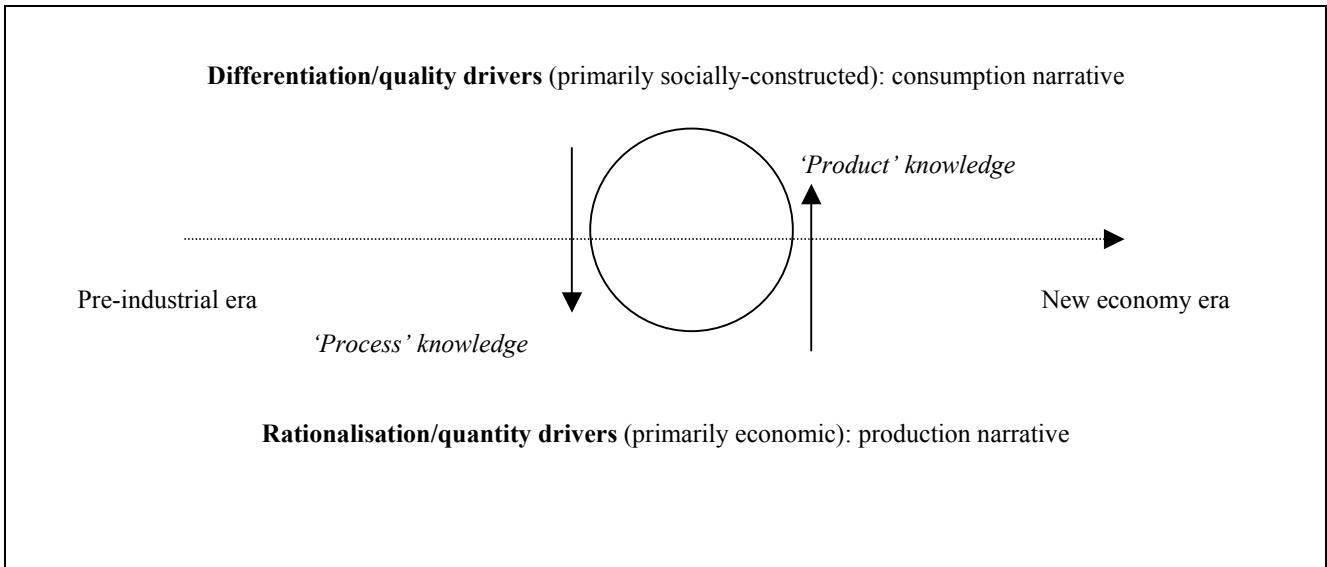 Differentiation/quality drivers (primarily socially-constructed): consumption narrative
‘Product’ knowledge
Pre-industrial era
New economy era
‘Process’ knowledge
Rationalisation/quantity drivers (primarily economic): production narrative